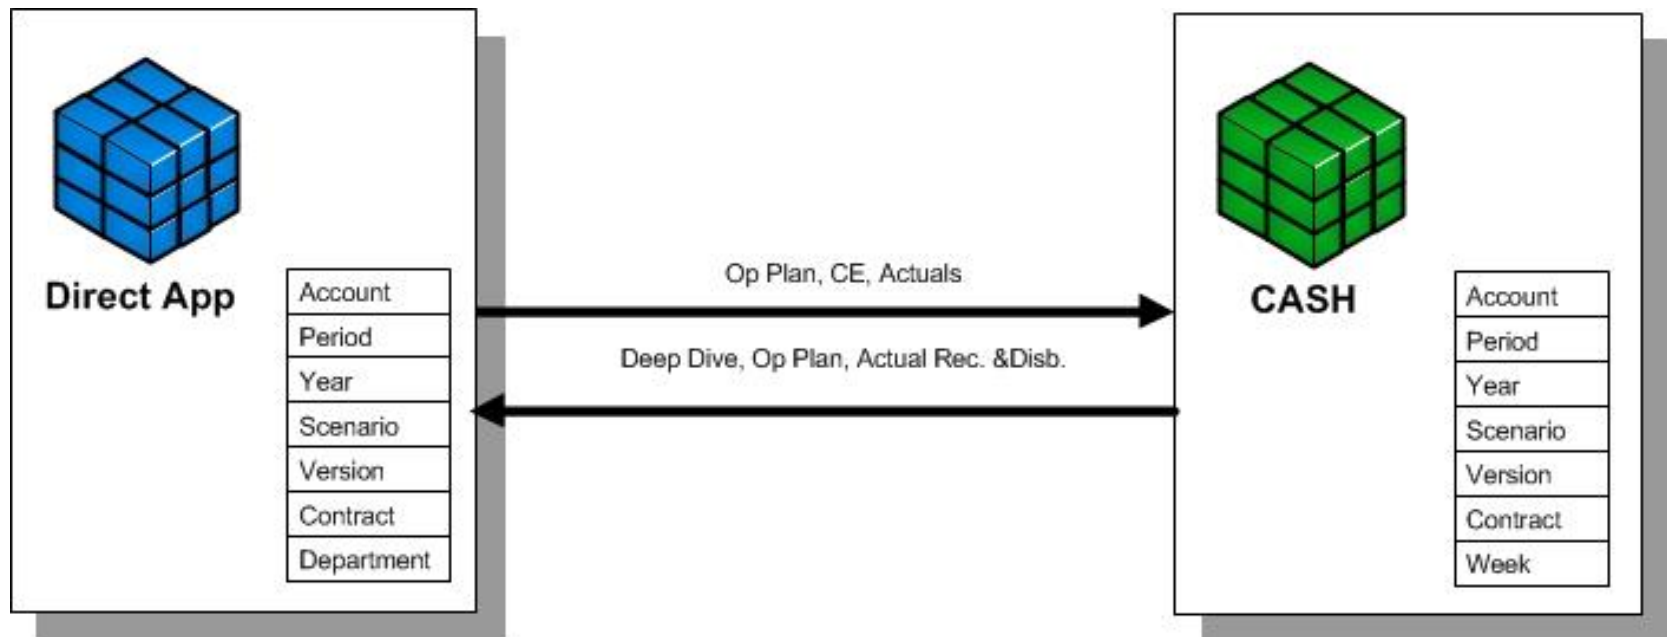 Direct App
Account
Period
Year
Scenario
Version
Contract
Department
Op Plan, CE, Actuals
Deep Dive, Op Plan, Actual Rec. &Disb.
CASH
Account
Period
Year
Scenario
Version
Contract
Week